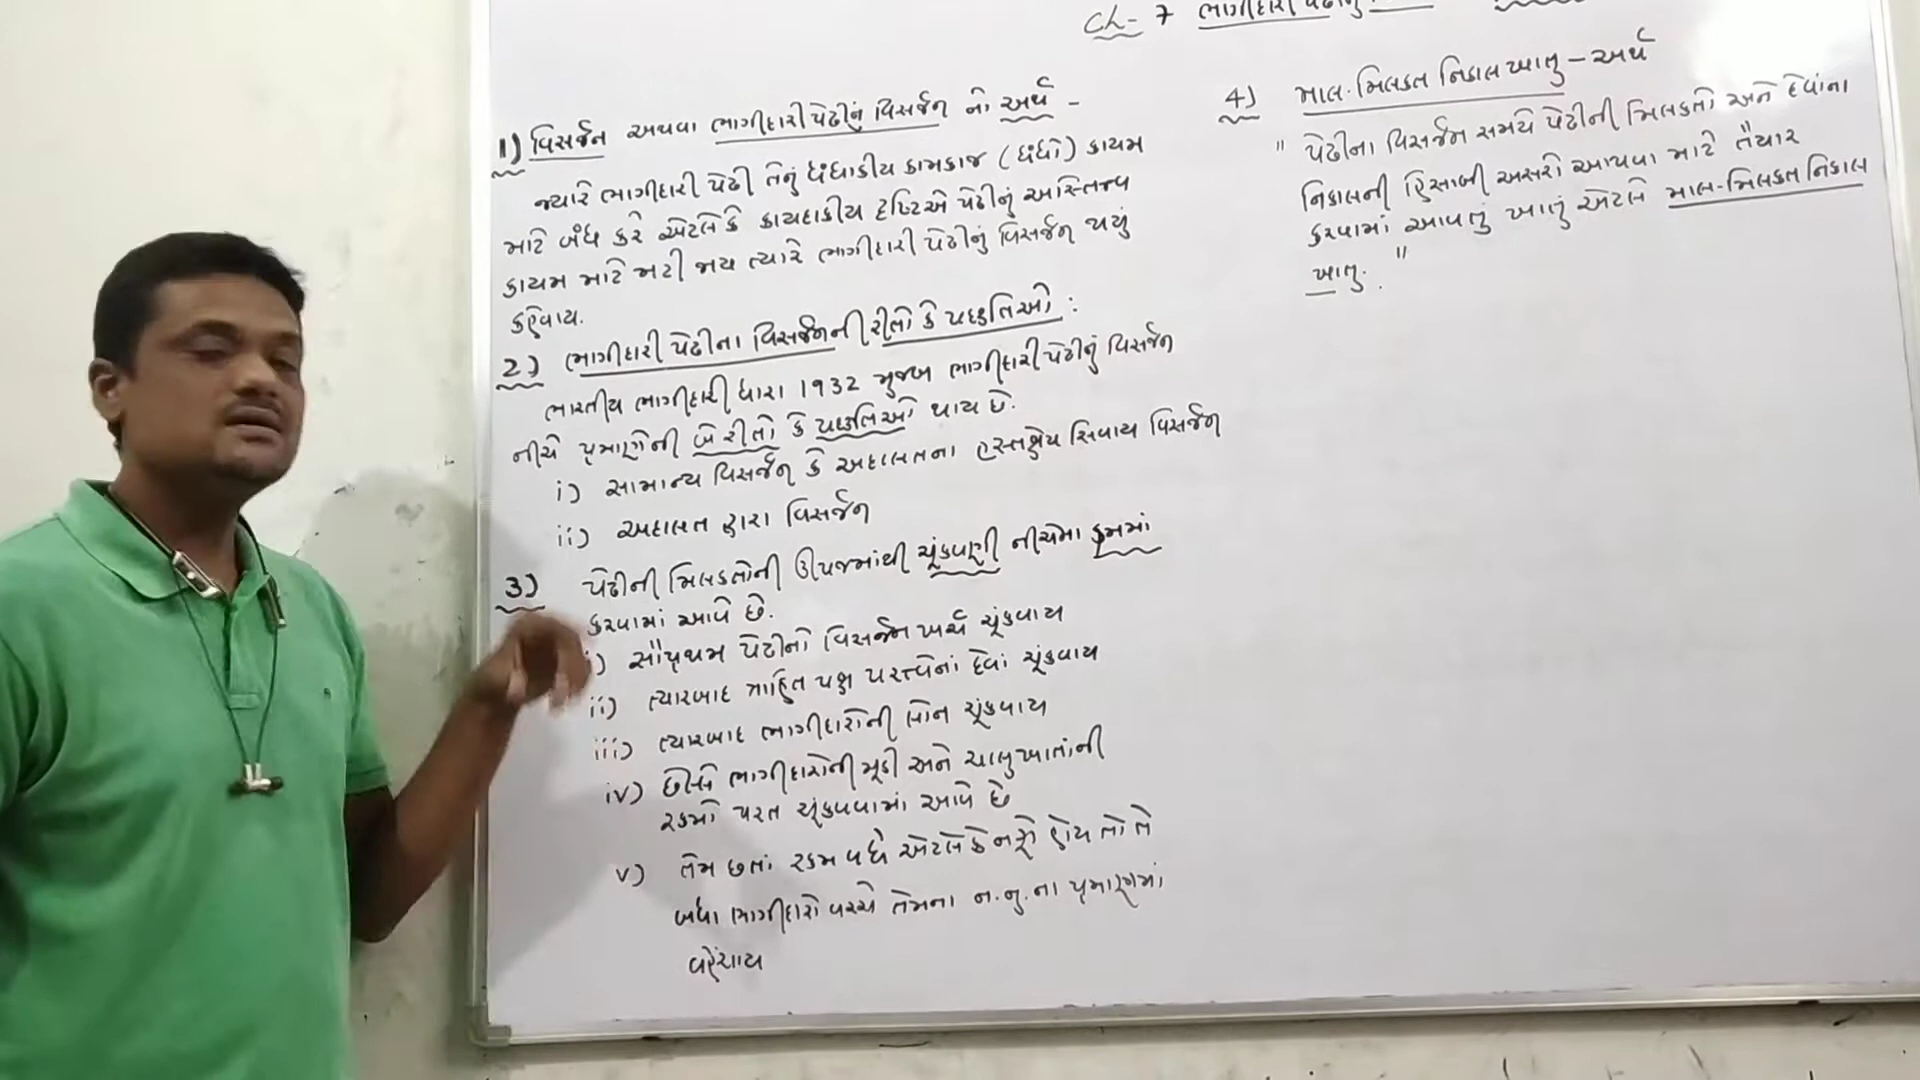 Ch- 7 ભાગીદારી પેઢીનું
1) વિસર્જન અથવા ભાગીદારી પેઢીનું વિસર્જન નો અર્થ -
જ્યારે ભાગીદારી પેઢી તેનું ધંધાકીય કામકાજ (ધંધો) કાયમ
માટે બંધ કરે એટલે કે કાયદાકીય દૃષ્ટિએ પેઢીનું અસ્તિત્વ
કાયમ માટે મટી જાય ત્યારે ભાગીદારી પેઢીનું વિસર્જન થયું
કહેવાય.
2) ભાગીદારી પેઢીના વિસર્જનની રીતો કે પદ્ધતિઓ :
ભારતીય ભાગીદારી ધારા 1932 મુજબ ભાગીદારી પેઢીનું વિસર્જન
નીચે પ્રમાણેની બે રીતો કે પદ્ધતિઓ થાય છે.
i) સામાન્ય વિસર્જન કે અદાલતના હસ્તક્ષેપ સિવાય વિસર્જન
ii) અદાલત દ્વારા વિસર્જન
3) પેઢીની મિલકતોની ઊપજમાંથી ચૂકવણી નીચેના ક્રમમાં
કરવામાં આવે છે.
i) સૌપ્રથમ પેઢીનો વિસર્જન ખર્ચ ચૂકવાય
ii) ત્યારબાદ ત્રાહિત પક્ષ પરત્વેનાં દેવાં ચૂકવાય
iii) ત્યારબાદ ભાગીદારોની લોન ચૂકવાય
iv) છેલ્લે ભાગીદારોની મૂડી અને ચાલુ ખાતાંની
રકમો પરત ચૂકવવામાં આવે છે
v) તેમ છતાં રકમ વધે એટલે કે નફો હોય તો તે
બધા ભાગીદારો વચ્ચે તેમના ન.નુ.ના પ્રમાણમાં
વહેંચાય
4) માલ-મિલકત નિકાલ ખાતુ - અર્થ
" પેઢીના વિસર્જન સમયે પેઢીની મિલકતો અને દેવાંના
નિકાલની હિસાબી અસરો આપવા માટે તૈયાર
કરવામાં આવતું ખાતું એટલે માલ-મિલકત નિકાલ
ખાતુ. "